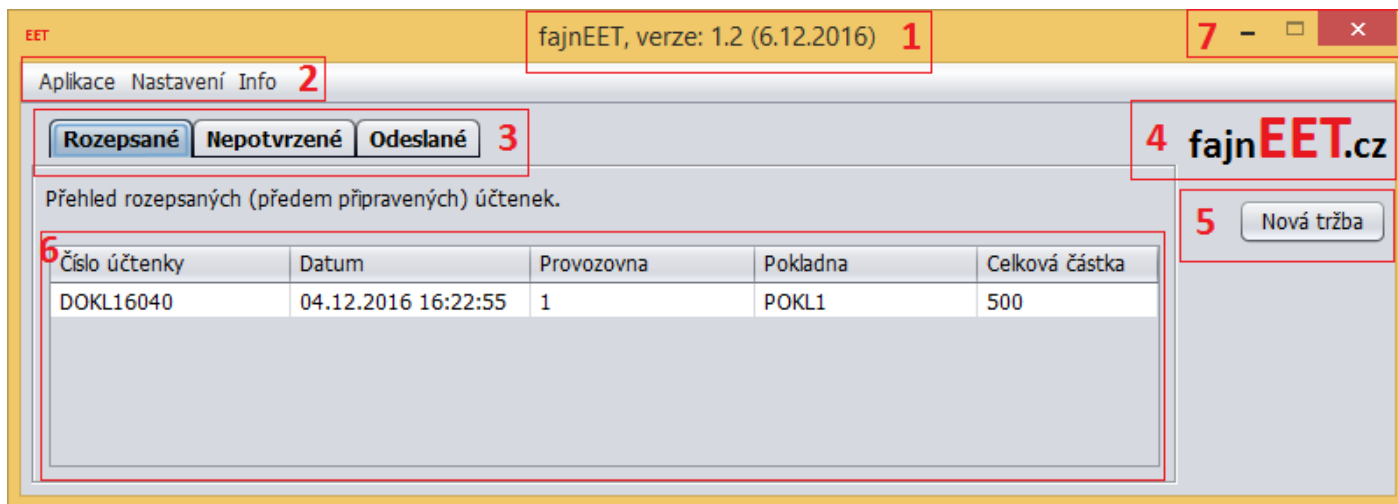 EET
fajnEET, verze: 1.2 (6.12.2016) 1
7
Aplikace Nastavení Info 2
Rozepsané Nepotvrzené Odeslané 3
4 fajnEET.cz
Přehled rozepsaných (předem připravených) účtenek.
5 Nová tržba
6
Číslo účtenky Datum Provozovna Pokladna Celková částka
DOKL16040 04.12.2016 16:22:55 1 POKL1 500